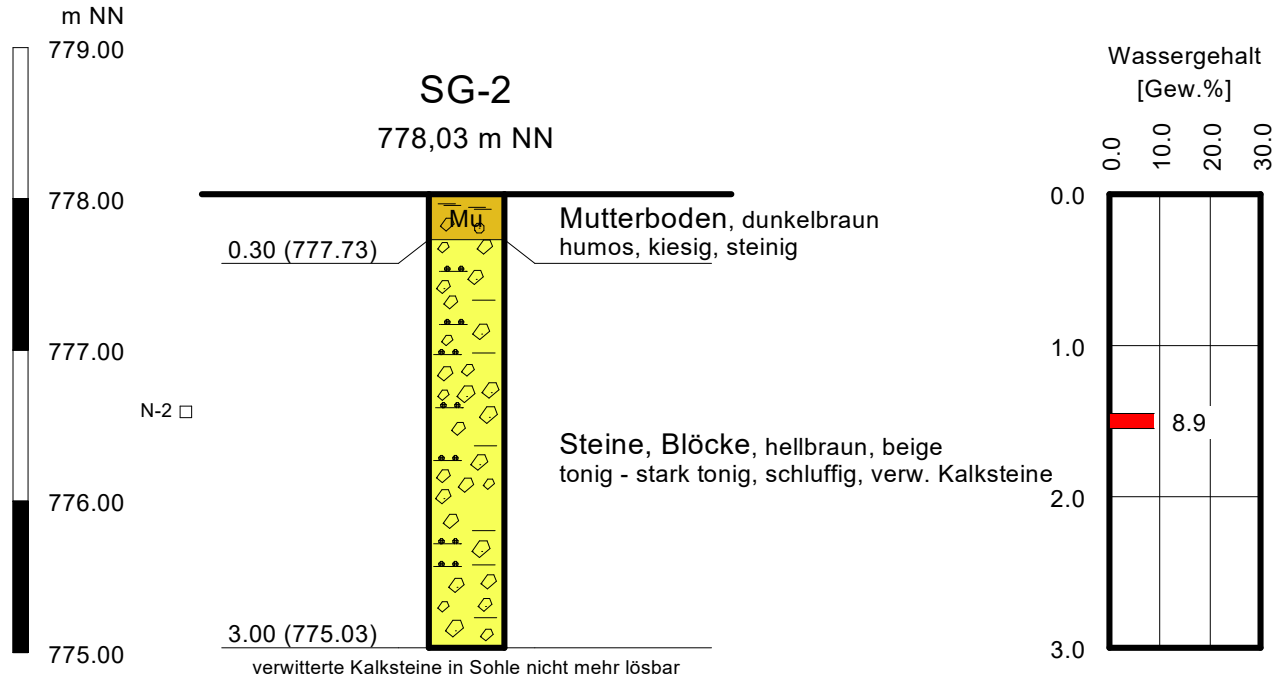 m NN
779.00
778.00
777.00
776.00
775.00
N-2
SG-2
778,03 m NN
Mu
0.30 (777.73)
Mutterboden, dunkelbraun
humos, kiesig, steinig
Steine, Blöcke, hellbraun, beige
tonig - stark tonig, schluffig, verw. Kalksteine
3.00 (775.03)
verwitterte Kalksteine in Sohle nicht mehr lösbar
Wassergehalt
[Gew.%]
0.0
10.0
20.0
30.0
0.0
1.0
8.9
2.0
3.0